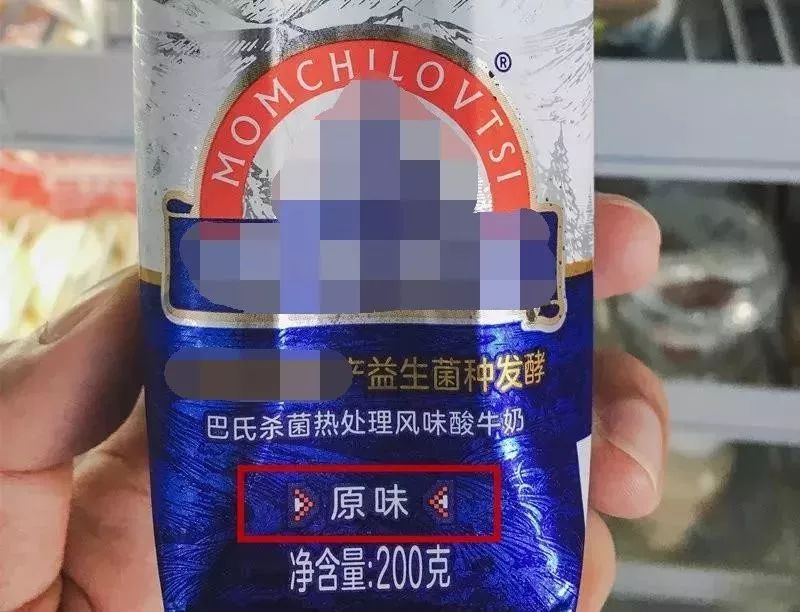 MOMCHILOVTSI ®
产益生菌种发酵
巴氏杀菌热处理风味酸牛奶
原味
净含量:200克